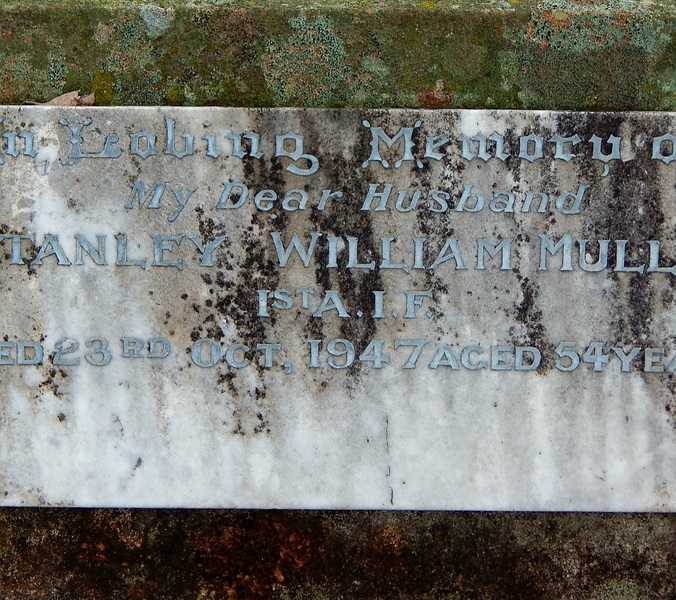 n Loving Memory o
My Dear Husband
TANLEY WILLIAM MULL
1ST A.I.F.
ED 23RD OCT, 1947 AGED 54 YEA